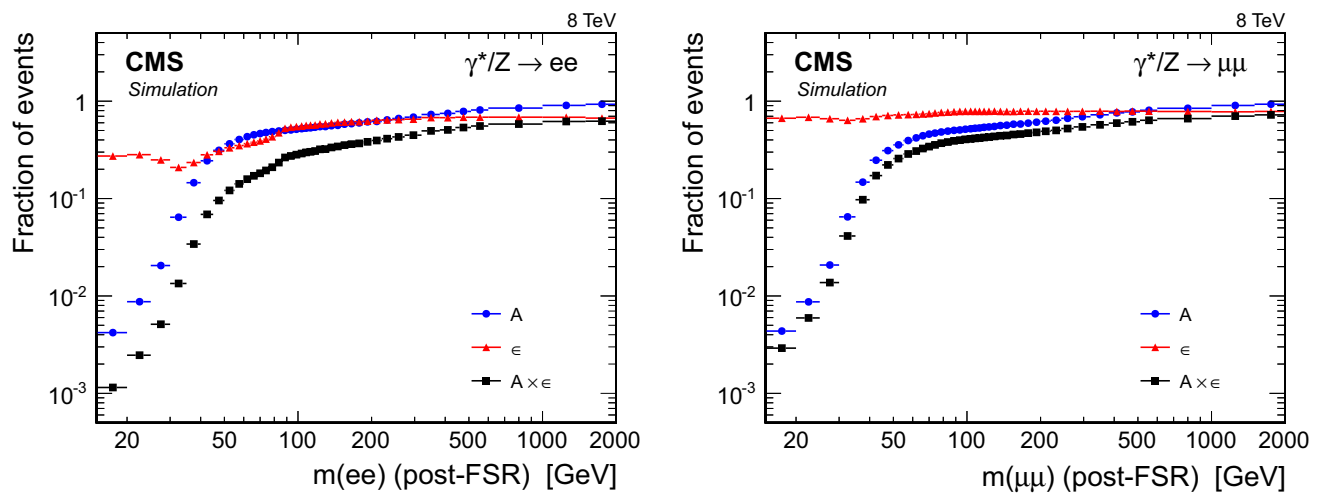 8 TeV
Fraction of events
CMS
Simulation
γ*/Z → ee
1
10⁻¹
10⁻²
10⁻³
A
ϵ
A × ϵ
20 50 100 200 500 1000 2000
m(ee) (post-FSR) [GeV]
8 TeV
Fraction of events
CMS
Simulation
γ*/Z → μμ
1
10⁻¹
10⁻²
10⁻³
A
ϵ
A × ϵ
20 50 100 200 500 1000 2000
m(μμ) (post-FSR) [GeV]